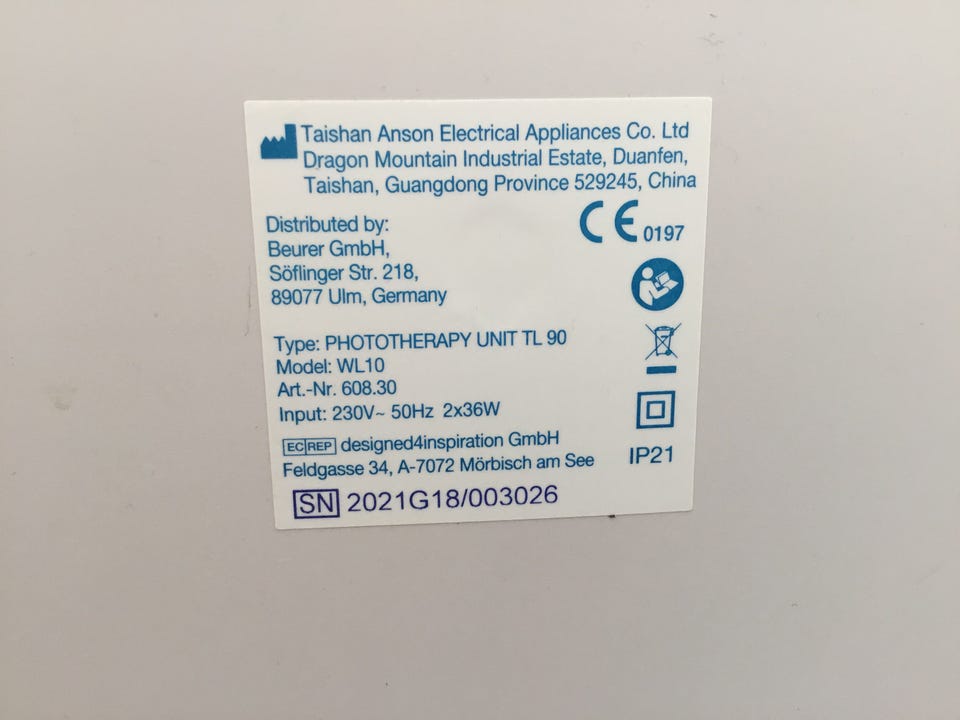 Taishan Anson Electrical Appliances Co. Ltd
Dragon Mountain Industrial Estate, Duanfen,
Taishan, Guangdong Province 529245, China
Distributed by:
Beurer GmbH,
Söflinger Str. 218,
89077 Ulm, Germany
CE 0197
Type: PHOTOTHERAPY UNIT TL 90
Model: WL10
Art.-Nr. 608.30
Input: 230V~ 50Hz 2x36W
EC REP designed4inspiration GmbH
Feldgasse 34, A-7072 Mörbisch am See
IP21
SN 2021G18/003026